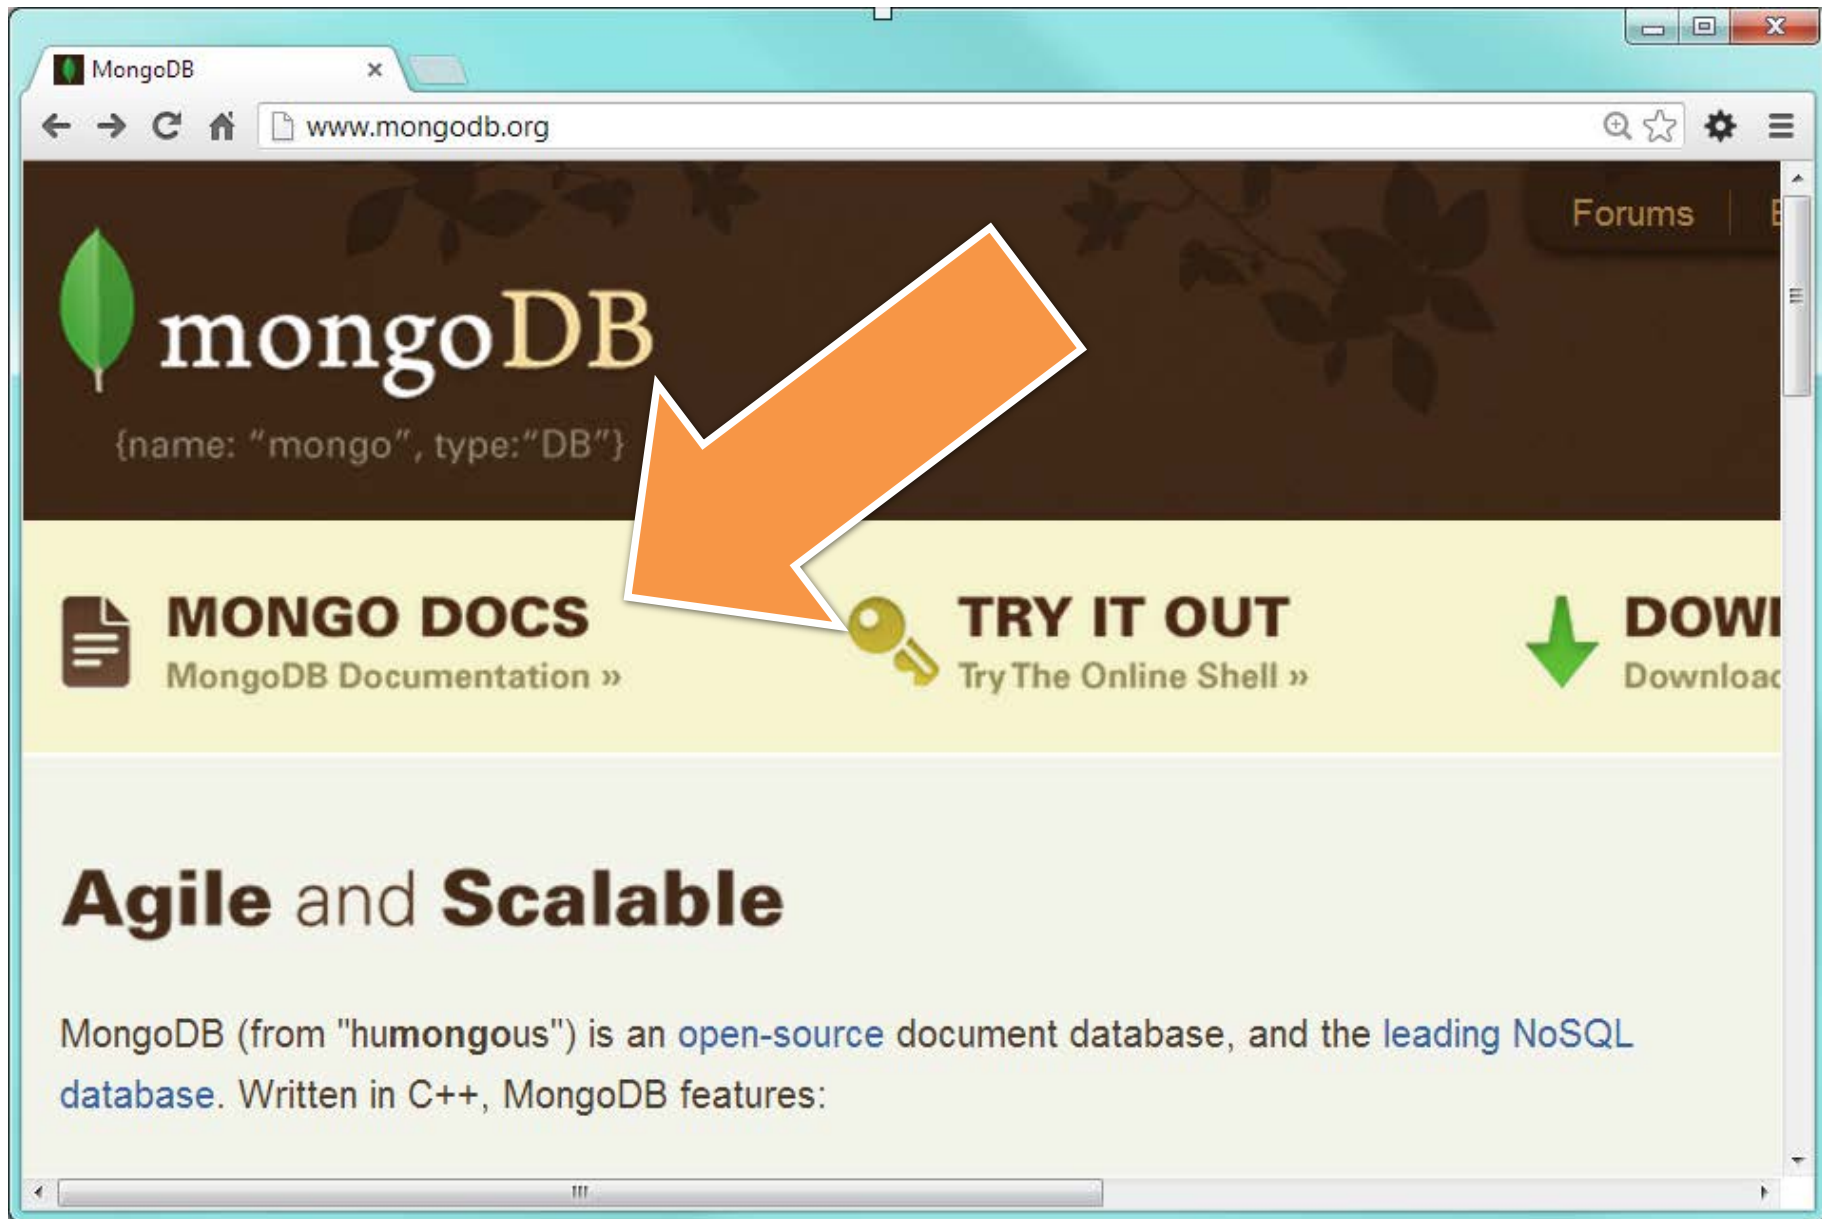 MongoDB
www.mongodb.org
Forums
mongoDB
{name: “mongo”, type:“DB”}
MONGO DOCS
MongoDB Documentation »
TRY IT OUT
Try The Online Shell »
DOW
Downloa
Agile and Scalable
MongoDB (from "humongous") is an open-source document database, and the leading NoSQL
database. Written in C++, MongoDB features: